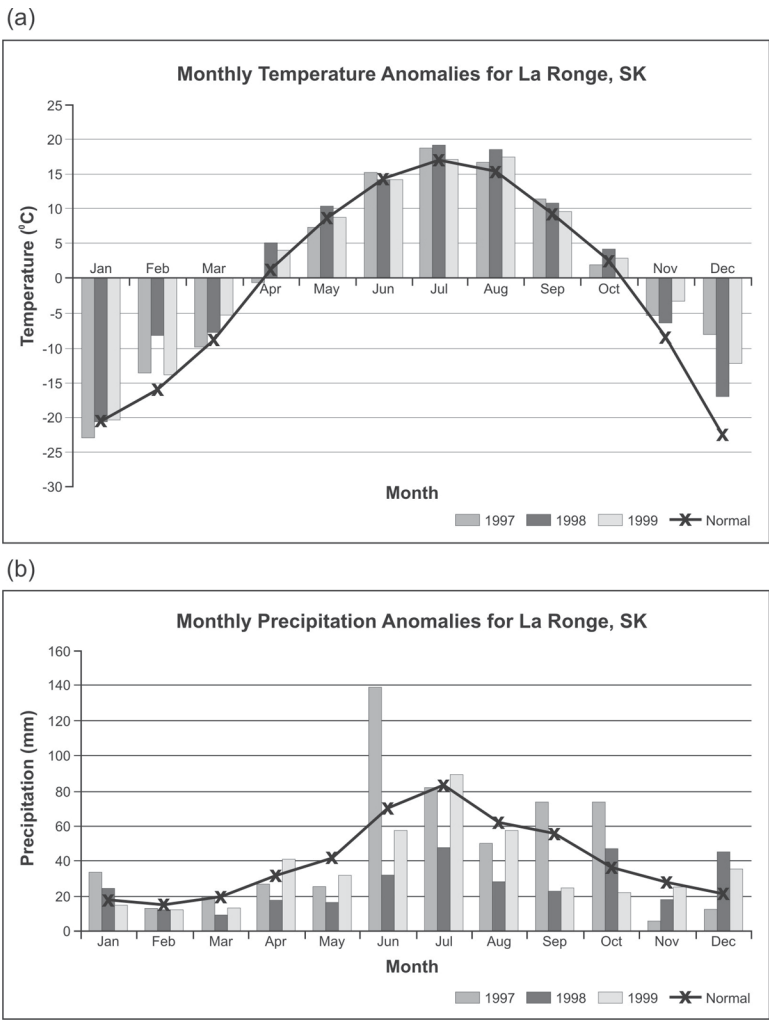 (a)
Monthly Temperature Anomalies for La Ronge, SK
25
20
15
10
5
0
-5
-10
-15
-20
-25
-30
Temperature (⁰C)
Jan Feb Mar Apr May Jun Jul Aug Sep Oct Nov Dec
Month
1997 1998 1999 Normal
(b)
Monthly Precipitation Anomalies for La Ronge, SK
160
140
120
100
80
60
40
20
0
Precipitation (mm)
Jan Feb Mar Apr May Jun Jul Aug Sep Oct Nov Dec
Month
1997 1998 1999 Normal